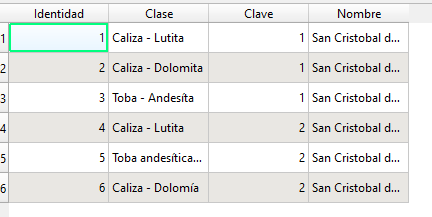 Identidad Clase Clave Nombre
1 1 Caliza - Lutita 1 San Cristobal d...
2 2 Caliza - Dolomita 1 San Cristobal d...
3 3 Toba - Andesíta 1 San Cristobal d...
4 4 Caliza - Lutita 2 San Cristobal d...
5 5 Toba andesítica... 2 San Cristobal d...
6 6 Caliza - Dolomía 2 San Cristobal d...